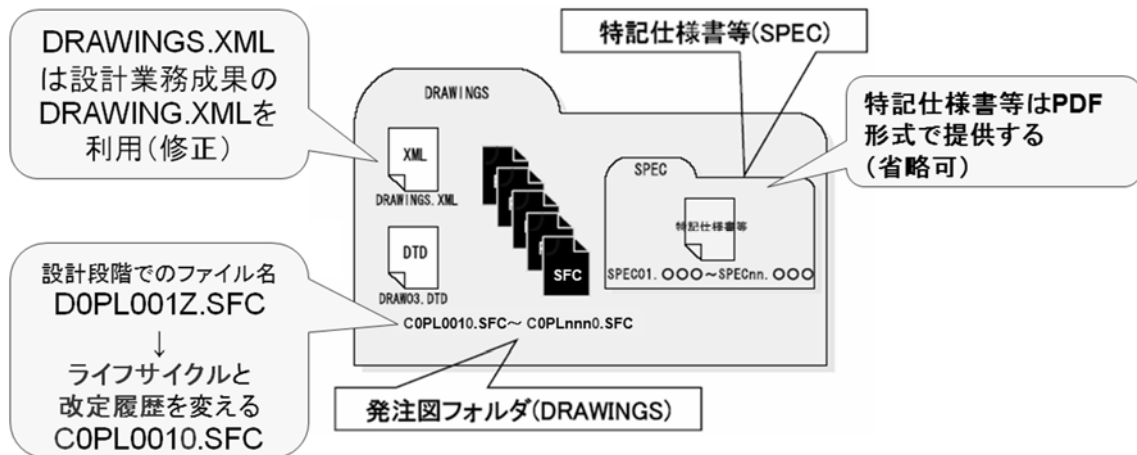 DRAWINGS.XML
は設計業務成果の
DRAWING.XMLを
利用(修正)
特記仕様書等(SPEC)
特記仕様書等はPDF
形式で提供する
(省略可)
DRAWINGS
XML
DRAWINGS.XML
DTD
DRAW03.DTD
SFC
C0PL0010.SFC～ C0PLnnn0.SFC
SPEC
特記仕様書等
SPEC01.○○○～SPECnn.○○○
設計段階でのファイル名
D0PL001Z.SFC
↓
ライフサイクルと
改定履歴を変える
C0PL0010.SFC
発注図フォルダ(DRAWINGS)